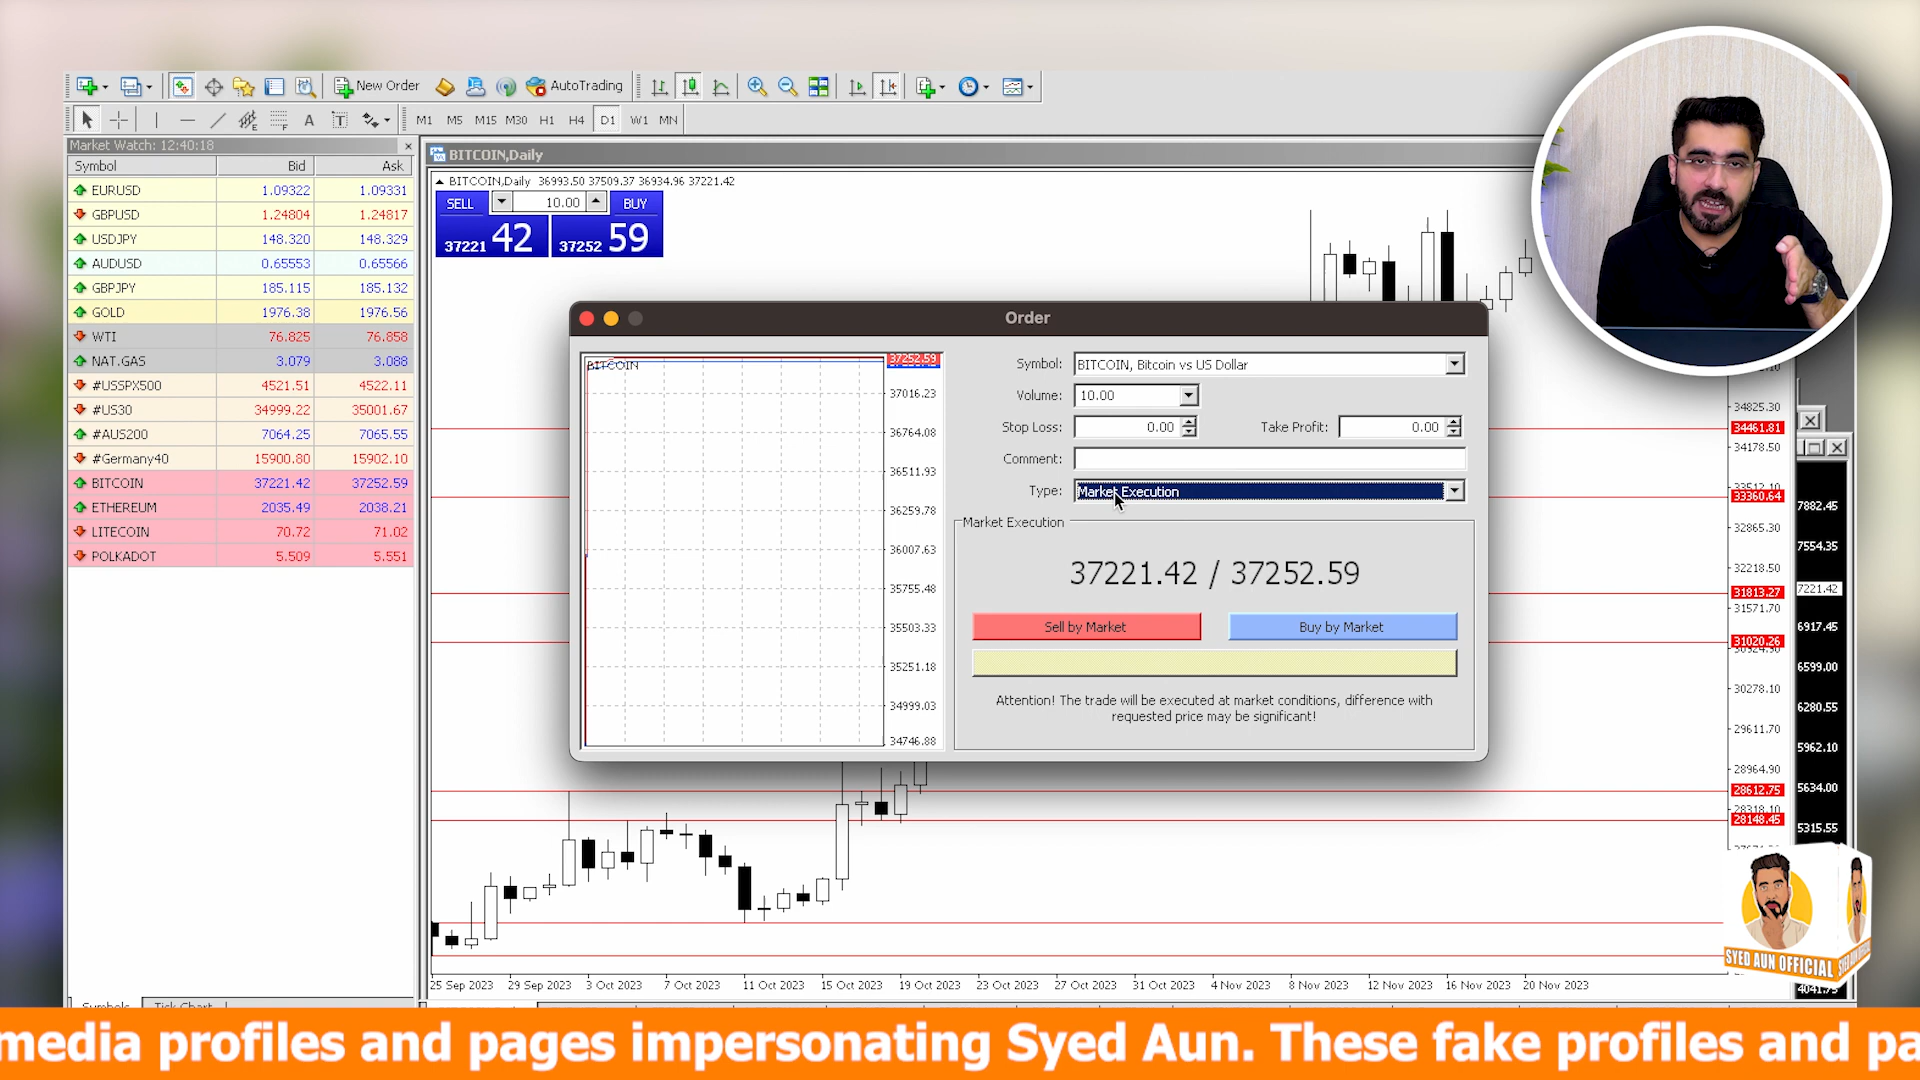 New Order
AutoTrading
M1 M5 M15 M30 H1 H4 D1 W1 MN
Market Watch: 12:40:18
Symbol Bid Ask
EURUSD 1.09322 1.09331
GBPUSD 1.24804 1.24817
USDJPY 148.320 148.329
AUDUSD 0.65553 0.65566
GBPJPY 185.115 185.132
GOLD 1976.38 1976.56
WTI 76.825 76.858
NAT.GAS 3.079 3.088
#USSPX500 4521.51 4522.11
#US30 34999.22 35001.67
#AUS200 7064.25 7065.55
#Germany40 15900.80 15902.10
BITCOIN 37221.42 37252.59
ETHEREUM 2035.49 2038.21
LITECOIN 70.72 71.02
POLKADOT 5.509 5.551
BITCOIN,Daily
BITCOIN,Daily 36993.50 37509.37 36934.96 37221.42
SELL 10.00 BUY
37221 42 37252 59
Order
BITCOIN
37252.59
37016.23
36764.08
36511.93
36259.78
36007.63
35755.48
35503.33
35251.18
34999.03
34746.88
Symbol: BITCOIN, Bitcoin vs US Dollar
Volume: 10.00
Stop Loss: 0.00 Take Profit: 0.00
Comment:
Type: Market Execution
Market Execution
37221.42 / 37252.59
Sell by Market Buy by Market
Attention! The trade will be executed at market conditions, difference with
requested price may be significant!
34825.30
34461.81
34178.50
33360.64
32865.30
32218.50
31813.27
31571.70
31020.26
30278.10
29611.70
28964.90
28612.75
28318.10
28148.45
7882.45
7554.35
7221.42
6917.45
6599.00
6280.55
5962.10
5634.00
5315.55
25 Sep 2023 29 Sep 2023 3 Oct 2023 7 Oct 2023 11 Oct 2023 15 Oct 2023 19 Oct 2023 23 Oct 2023 27 Oct 2023 31 Oct 2023 4 Nov 2023 8 Nov 2023 12 Nov 2023 16 Nov 2023 20 Nov 2023
Symbols Tick Chart
SYED AUN OFFICIAL
media profiles and pages impersonating Syed Aun. These fake profiles and pa